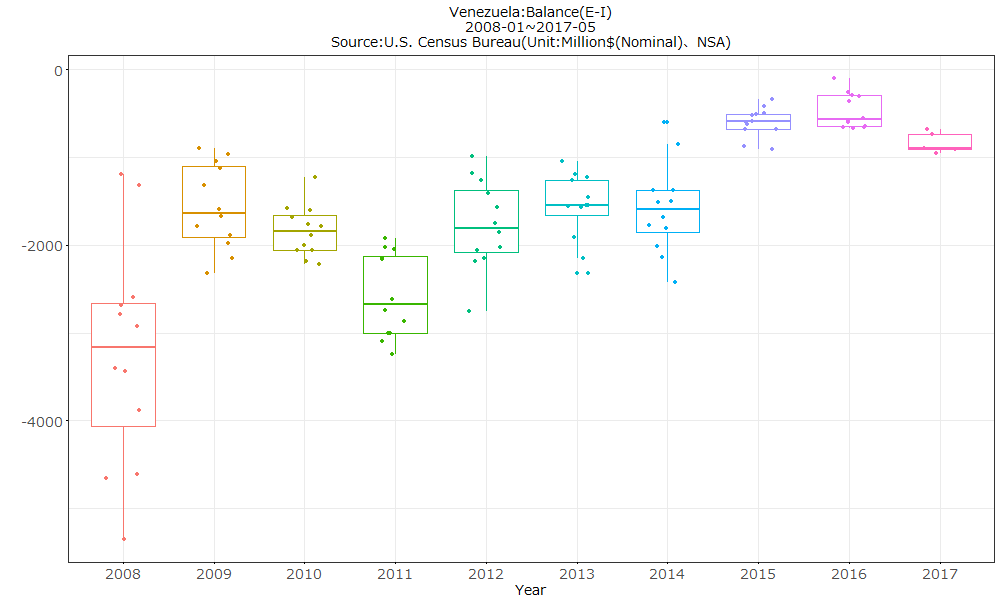 Venezuela:Balance(E-I)
2008-01~2017-05
Source:U.S. Census Bureau(Unit:Million$(Nominal)、NSA)
0
-2000
-4000
2008 2009 2010 2011 2012 2013 2014 2015 2016 2017
Year